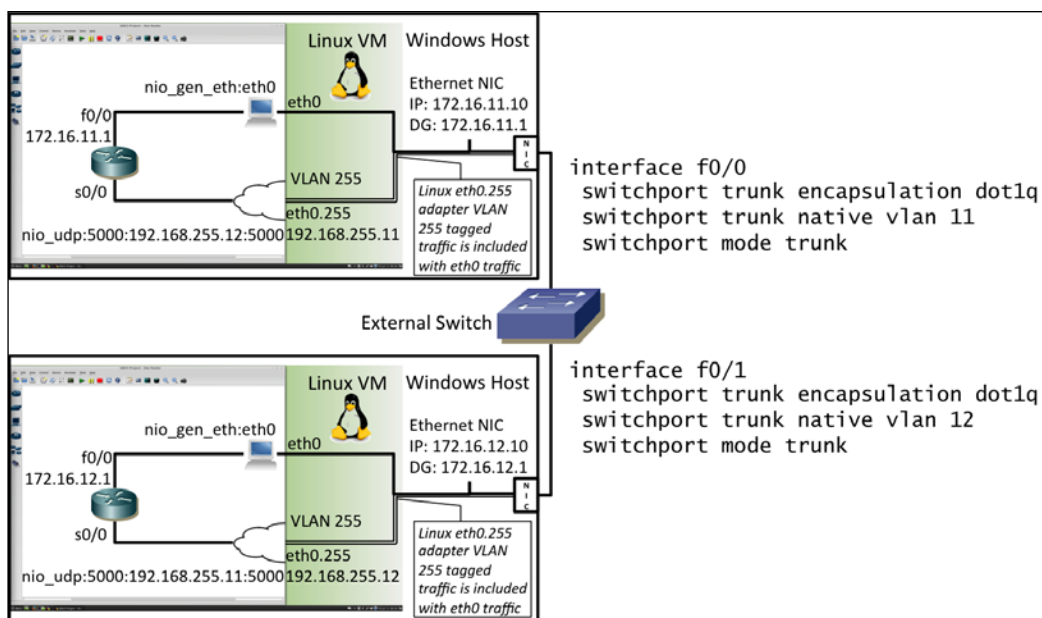 Linux VM
Windows Host
nio_gen_eth:eth0
eth0
Ethernet NIC
IP: 172.16.11.10
DG: 172.16.11.1
f0/0
172.16.11.1
N
I
C
s0/0
VLAN 255
eth0.255
nio_udp:5000:192.168.255.12:5000
192.168.255.11
Linux eth0.255
adapter VLAN
255 tagged
traffic is included
with eth0 traffic
interface f0/0
switchport trunk encapsulation dot1q
switchport trunk native vlan 11
switchport mode trunk
External Switch
Linux VM
Windows Host
nio_gen_eth:eth0
eth0
Ethernet NIC
IP: 172.16.12.10
DG: 172.16.12.1
f0/0
172.16.12.1
N
I
C
s0/0
VLAN 255
eth0.255
nio_udp:5000:192.168.255.11:5000
192.168.255.12
Linux eth0.255
adapter VLAN
255 tagged
traffic is included
with eth0 traffic
interface f0/1
switchport trunk encapsulation dot1q
switchport trunk native vlan 12
switchport mode trunk